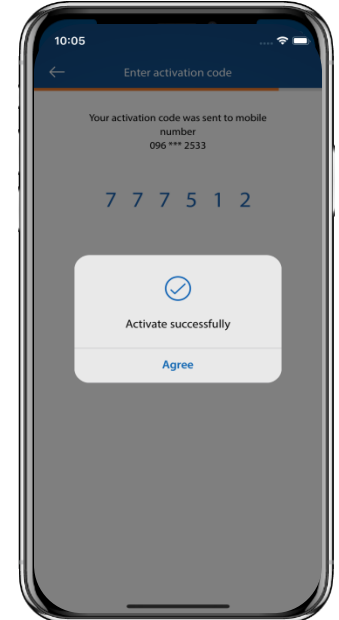 10:05
Enter activation code
Your activation code was sent to mobile
number
096 *** 2533
7 7 7 5 1 2
Activate successfully
Agree